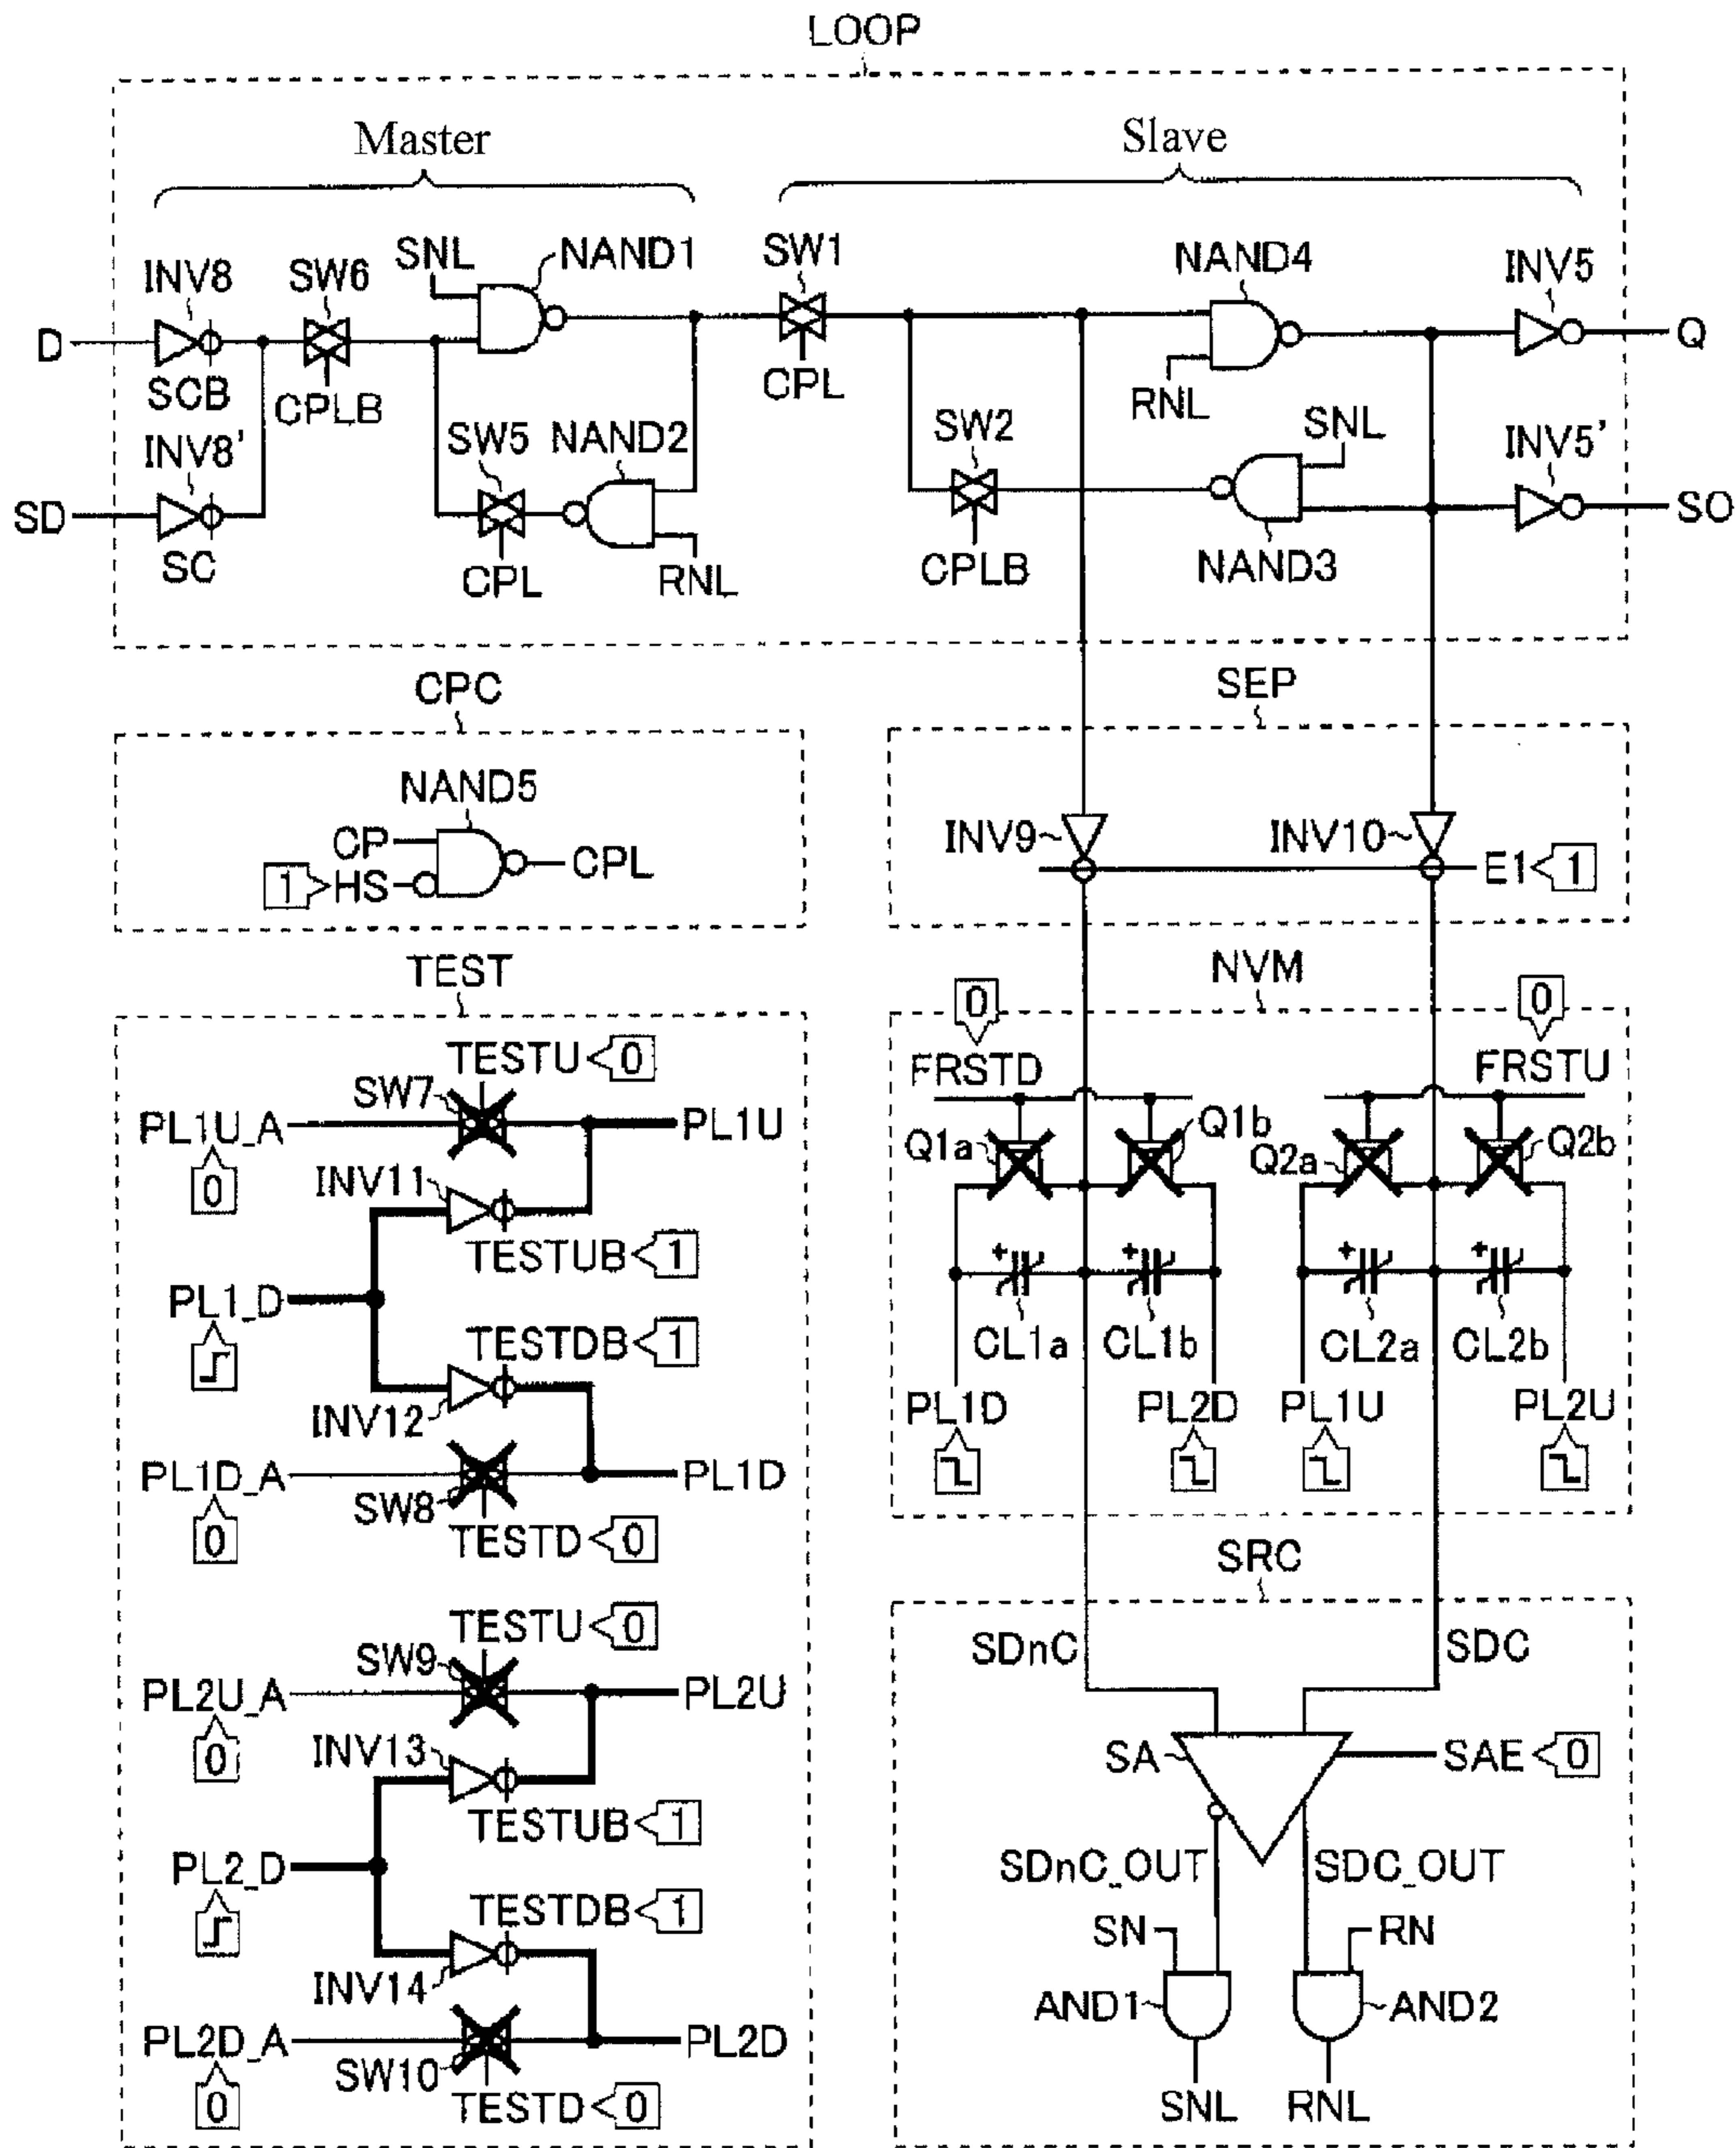 LOOP
Master
Slave
INV8
SW6
SNL
NAND1
SW1
NAND4
INV5
D
SCB
CPLB
CPL
RNL
Q
INV8'
SW5
NAND2
SW2
SNL
INV5'
SD
SC
CPL
RNL
CPLB
NAND3
SO
CPC
SEP
NAND5
CP
CPL
1
HS
INV9
INV10
E1
1
TEST
NVM
TESTU
0
SW7
PL1U_A
0
PL1U
INV11
TESTUB
1
PL1_D
TESTDB
1
INV12
PL1D_A
0
SW8
PL1D
TESTD
0
TESTU
0
SW9
PL2U_A
0
PL2U
INV13
TESTUB
1
PL2_D
TESTDB
1
INV14
PL2D_A
0
SW10
PL2D
TESTD
0
0
FRSTD
0
FRSTU
Q1a
Q1b
Q2a
Q2b
+
+
+
+
CL1a
CL1b
CL2a
CL2b
PL1D
PL2D
PL1U
PL2U
SRC
SDnC
SDC
SA
SAE
0
SDnC_OUT
SDC_OUT
SN
RN
AND1
AND2
SNL
RNL